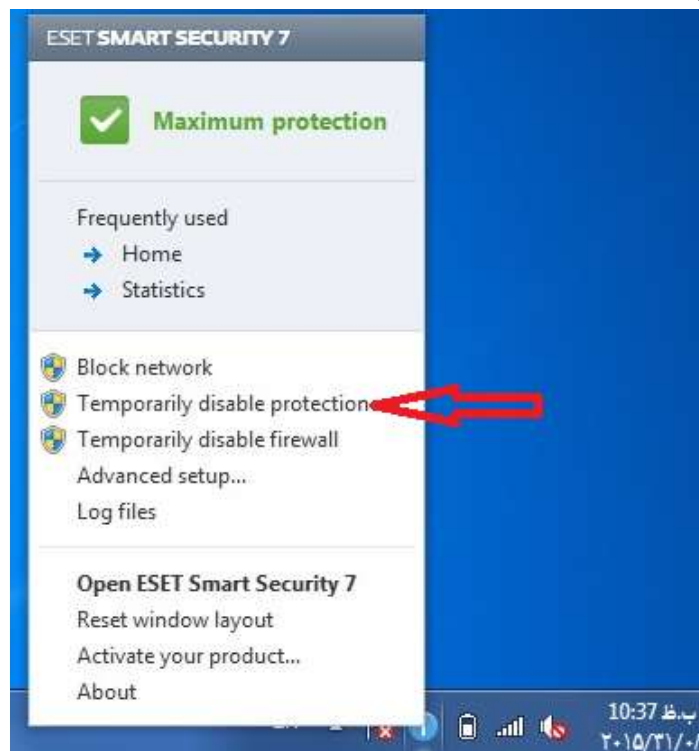 ESET SMART SECURITY 7
Maximum protection
Frequently used
Home
Statistics
Block network
Temporarily disable protection
Temporarily disable firewall
Advanced setup...
Log files
Open ESET Smart Security 7
Reset window layout
Activate your product...
About
10:37 ب.ظ